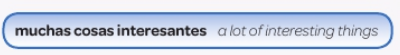 muchas cosas interesantes a lot of interesting things